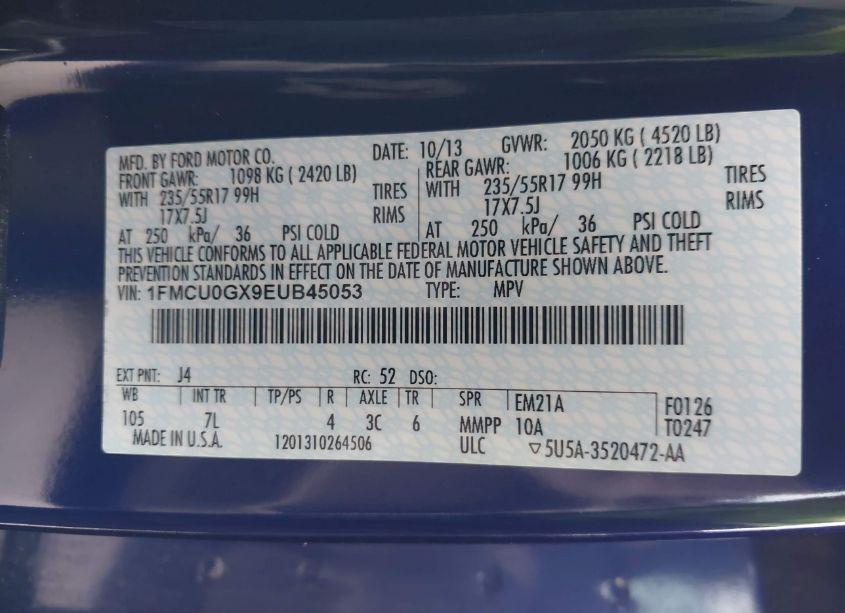 MFD. BY FORD MOTOR CO. DATE: 10/13 GVWR: 2050 KG ( 4520 LB)
FRONT GAWR: 1098 KG ( 2420 LB) REAR GAWR: 1006 KG ( 2218 LB)
WITH 235/55R17 99H TIRES WITH 235/55R17 99H TIRES
17X7.5J RIMS 17X7.5J RIMS
AT 250 kPa/ 36 PSI COLD AT 250 kPa/ 36 PSI COLD
THIS VEHICLE CONFORMS TO ALL APPLICABLE FEDERAL MOTOR VEHICLE SAFETY AND THEFT
PREVENTION STANDARDS IN EFFECT ON THE DATE OF MANUFACTURE SHOWN ABOVE.
VIN: 1FMCU0GX9EUB45053 TYPE: MPV
EXT PNT: J4 RC: 52 DSO:
WB INT TR TP/PS R AXLE TR SPR EM21A F0126
105 7L 4 3C 6 MMPP 10A T0247
MADE IN U.S.A. 1201310264506 ULC ▽5U5A-3520472-AA